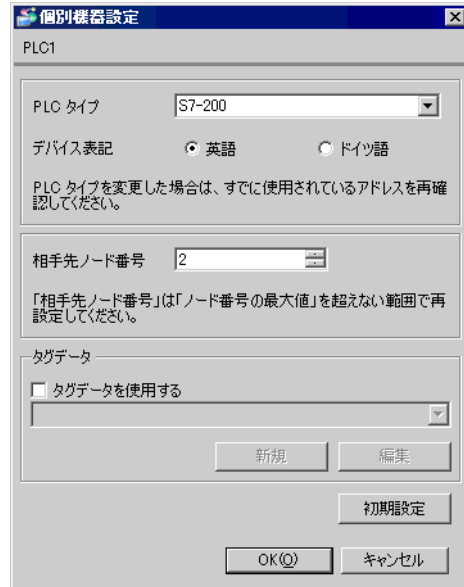 個別機器設定
PLC1
PLC タイプ S7-200
デバイス表記 英語 ドイツ語
PLC タイプを変更した場合は、すでに使用されているアドレスを再確
認してください。
相手先ノード番号 2
「相手先ノード番号」は「ノード番号の最大値」を超えない範囲で再
設定してください。
タグデータ
タグデータを使用する
新規 編集
初期設定
OK(O) キャンセル